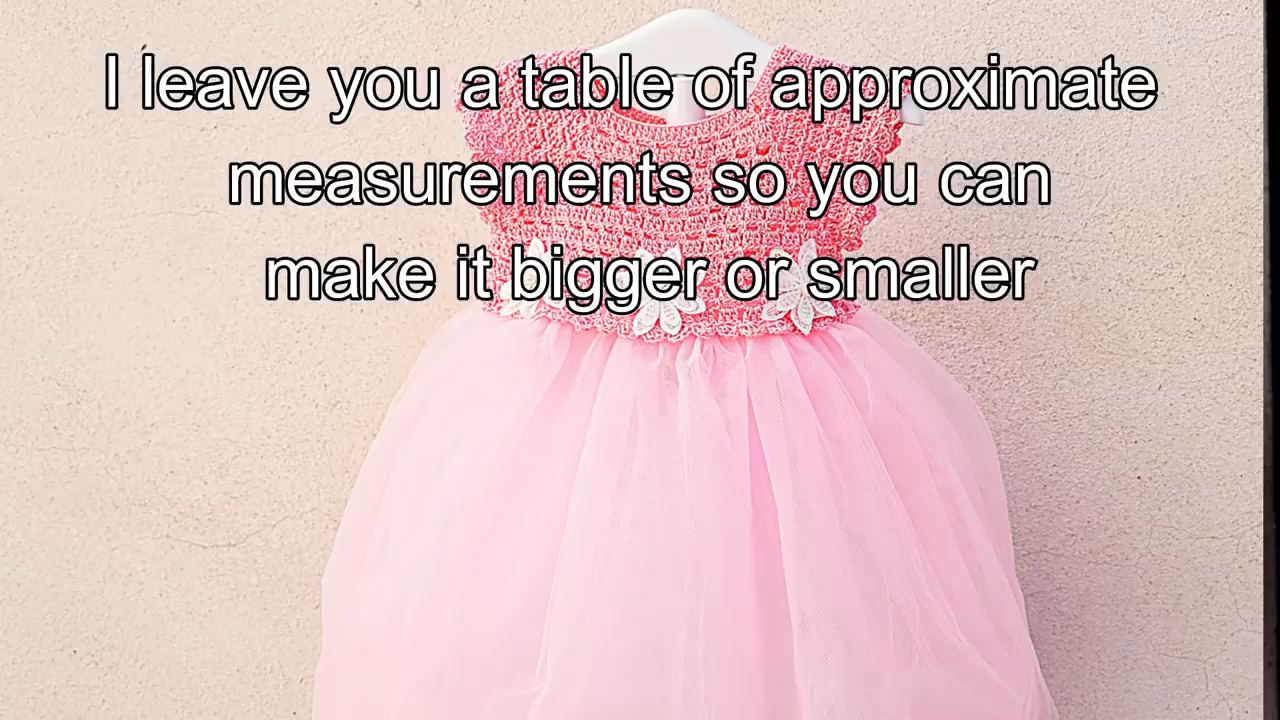 I leave you a table of approximate
measurements so you can
make it bigger or smaller